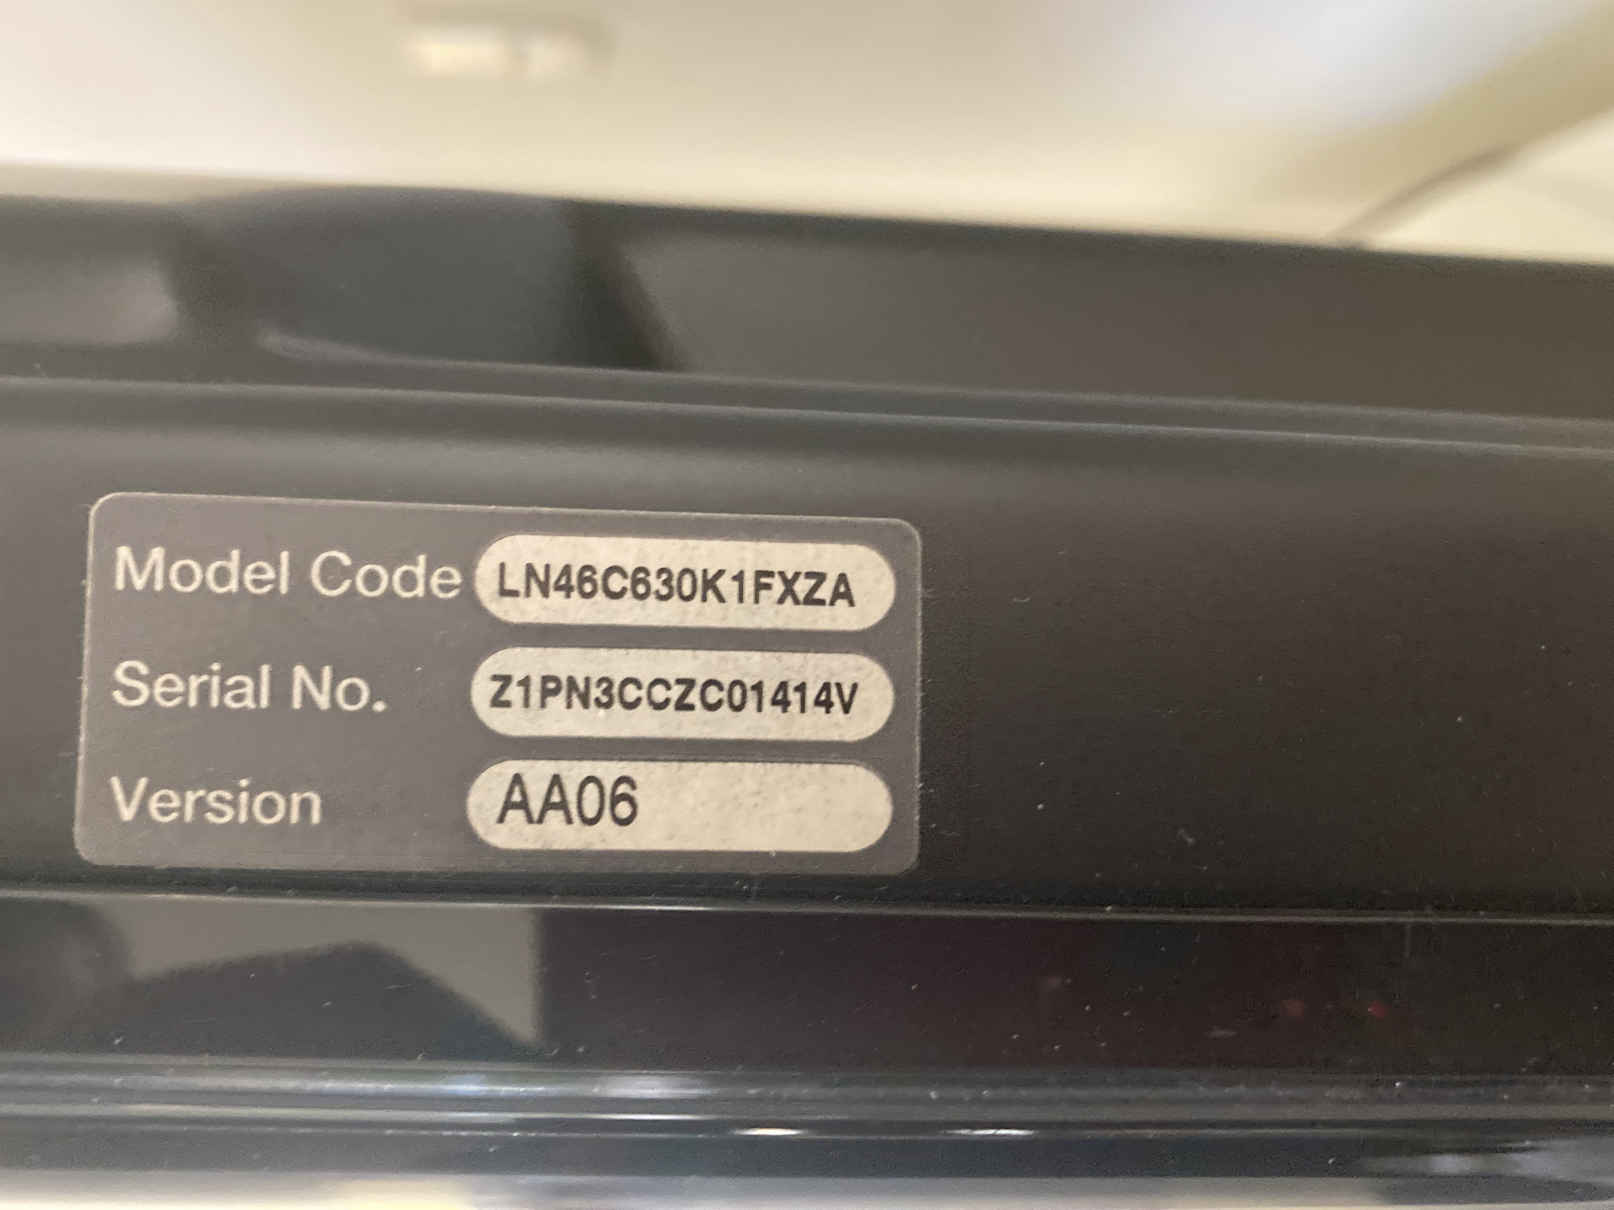 Model Code LN46C630K1FXZA
Serial No. Z1PN3CCZC01414V
Version AA06